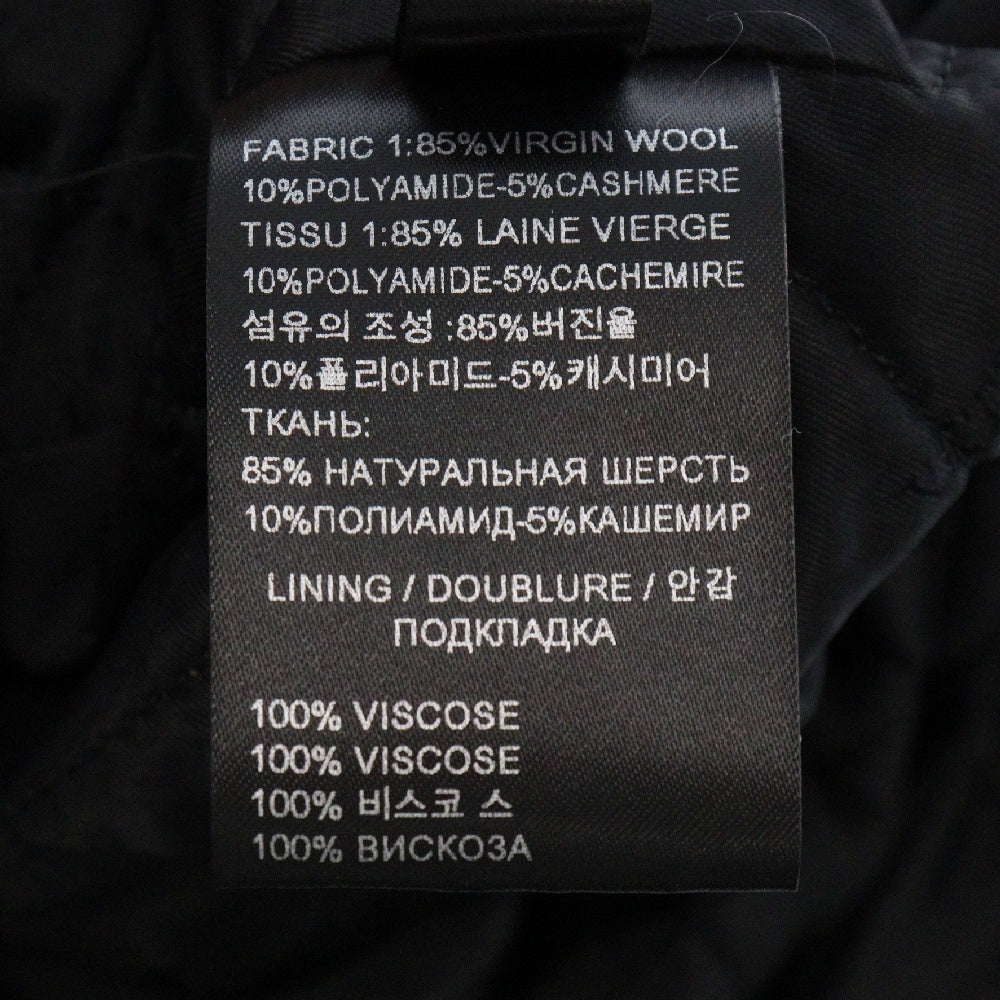 FABRIC 1:85%VIRGIN WOOL
10%POLYAMIDE-5%CASHMERE
TISSU 1:85% LAINE VIERGE
10%POLYAMIDE-5%CACHEMIRE
섬유의 조성 :85%버진울
10%폴리아미드-5%캐시미어
ТКАНЬ:
85% НАТУРАЛЬНАЯ ШЕРСТЬ
10%ПОЛИАМИД-5%КАШЕМИР
LINING / DOUBLURE / 안감
ПОДКЛАДКА
100% VISCOSE
100% VISCOSE
100% 비스코 스
100% ВИСКОЗА